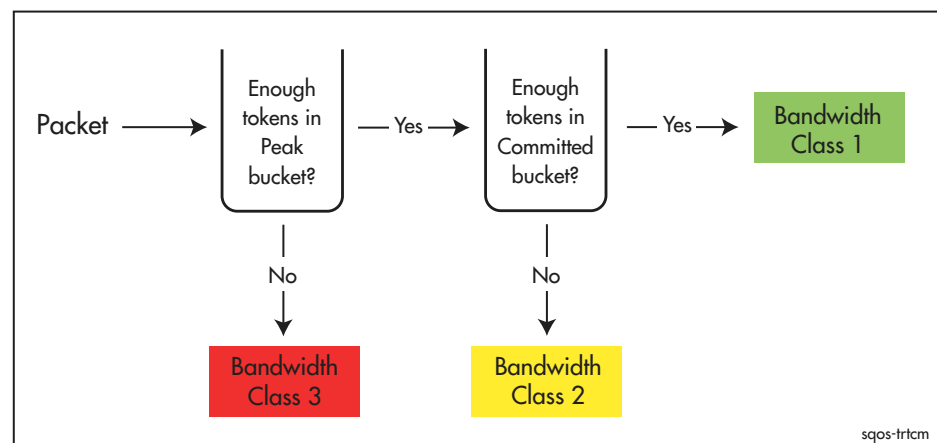 Packet
Enough
tokens in
Peak
bucket?
Yes
Enough
tokens in
Committed
bucket?
Yes
Bandwidth
Class 1
No
No
Bandwidth
Class 3
Bandwidth
Class 2
sqos-trtcm